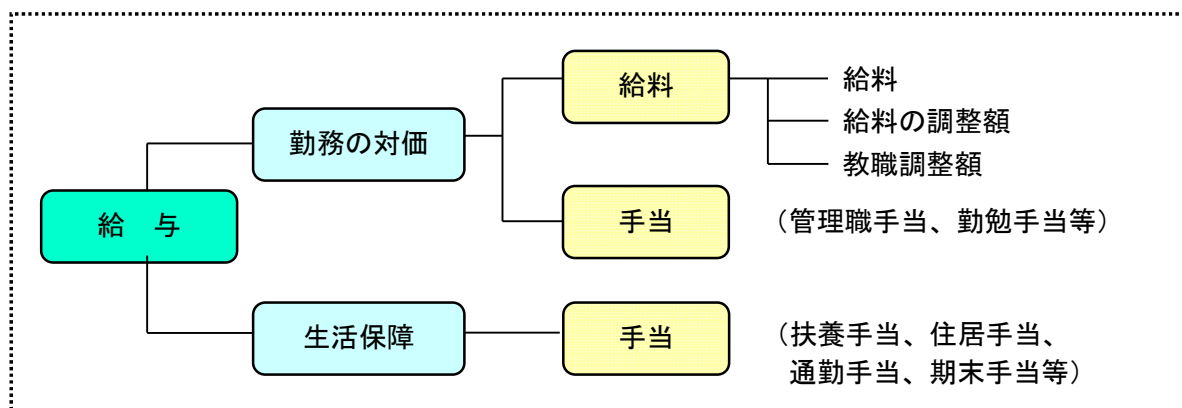 給料
給料
給料の調整額
教職調整額
勤務の対価
給　与
手当
（管理職手当、勤勉手当等）
生活保障
手当
（扶養手当、住居手当、
通勤手当、期末手当等）